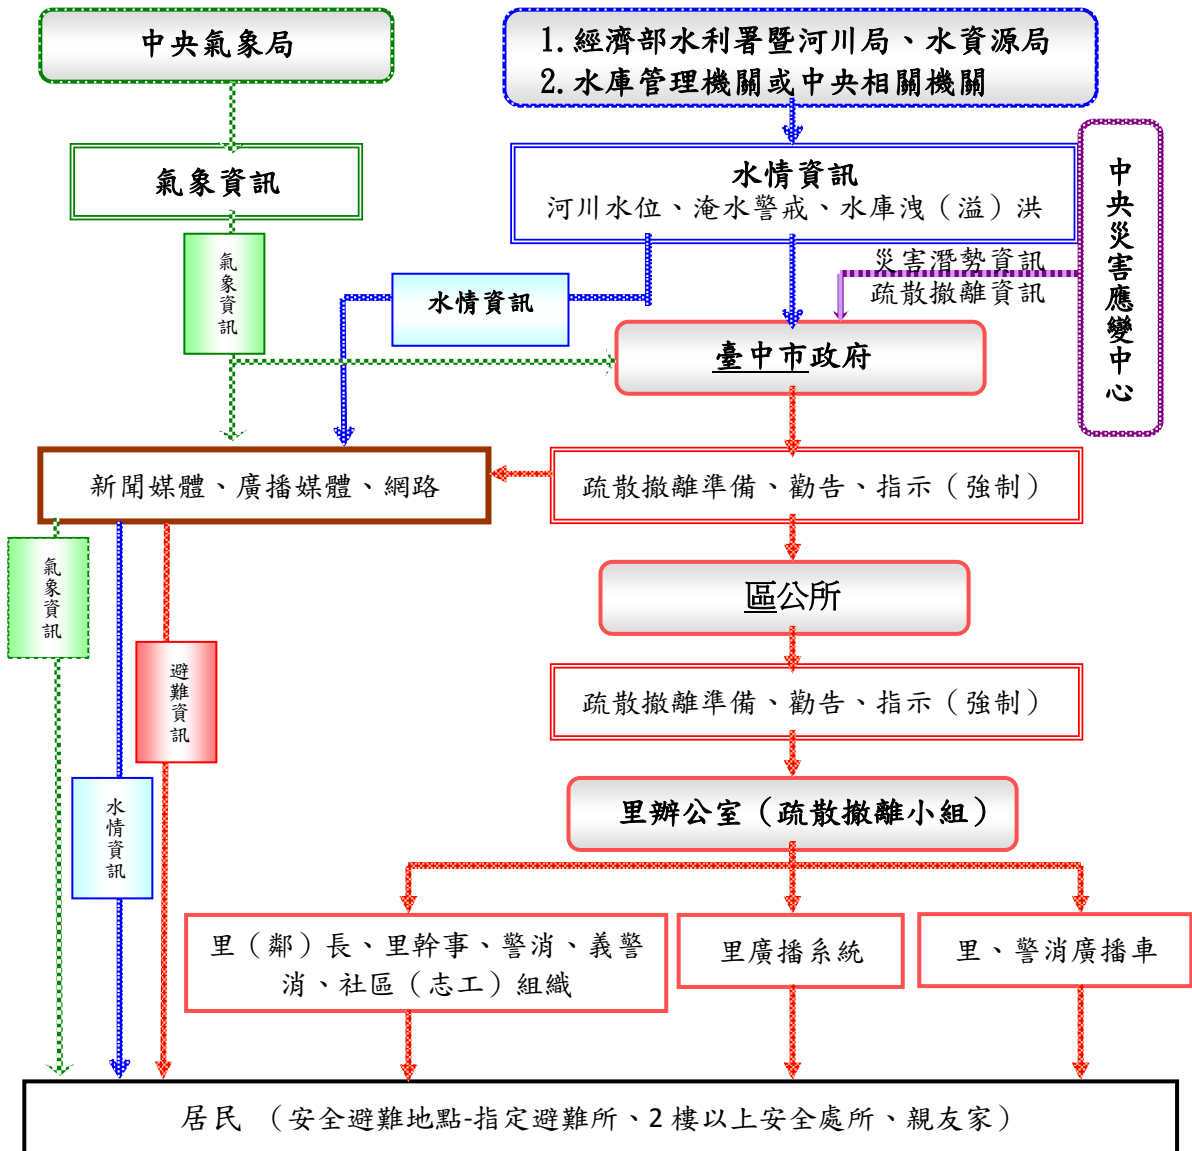 中央氣象局
1.經濟部水利署暨河川局、水資源局
2.水庫管理機關或中央相關機關
氣象資訊
水情資訊
河川水位、淹水警戒、水庫洩（溢）洪
中央災害應變中心
氣象資訊
水情資訊
災害潛勢資訊
疏散撤離資訊
臺中市政府
新聞媒體、廣播媒體、網路
疏散撤離準備、勸告、指示（強制）
氣象資訊
區公所
避難資訊
疏散撤離準備、勸告、指示（強制）
水情資訊
里辦公室（疏散撤離小組）
里（鄰）長、里幹事、警消、義警
消、社區（志工）組織
里廣播系統
里、警消廣播車
居民 （安全避難地點-指定避難所、2 樓以上安全處所、親友家）